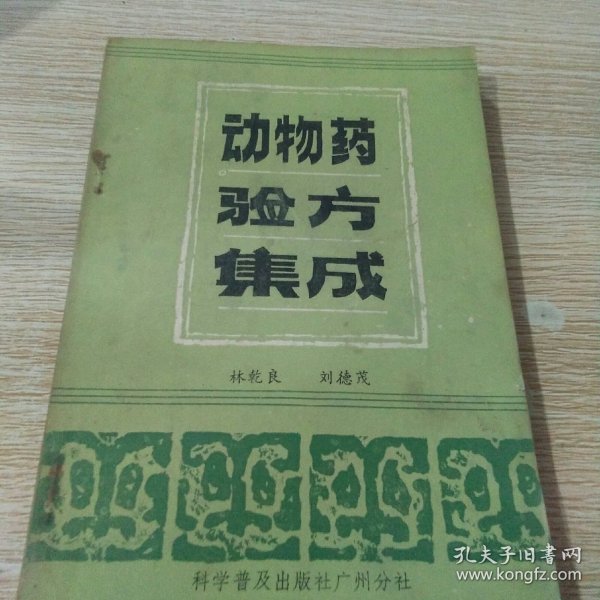 动物药
验方
集成
林乾良 刘德茂
科学普及出版社广州分社
孔夫子旧书网
www.kongfz.com